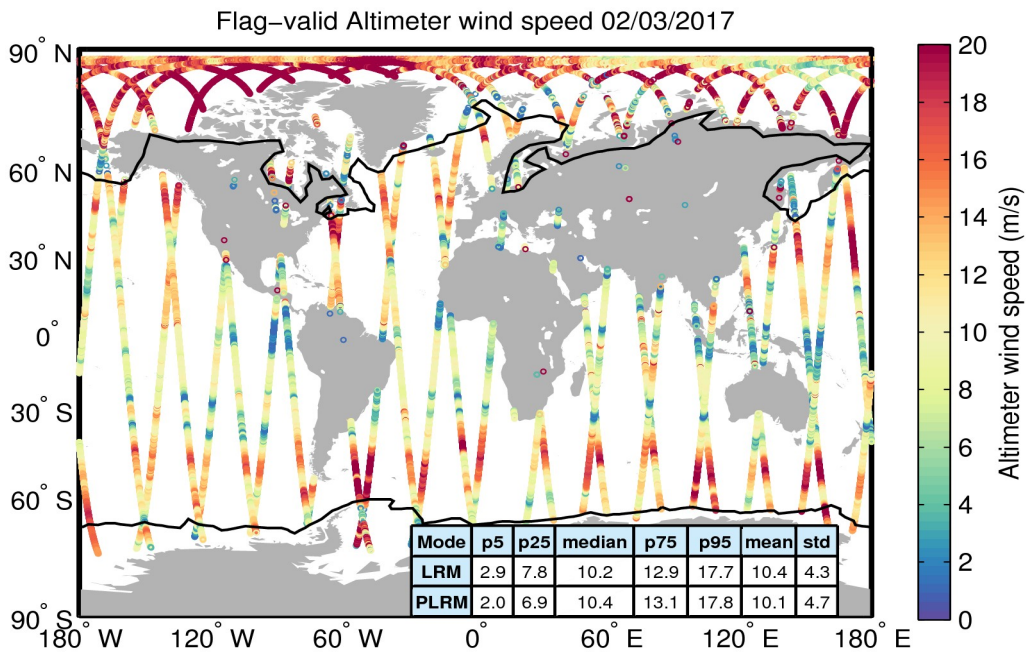 Flag−valid Altimeter wind speed 02/03/2017
90° N
60° N
30° N
0°
30° S
60° S
90° S
180° W
120° W
60° W
0°
60° E
120° E
180° E
Mode p5 p25 median p75 p95 mean std
LRM 2.9 7.8 10.2 12.9 17.7 10.4 4.3
PLRM 2.0 6.9 10.4 13.1 17.8 10.1 4.7
20
18
16
14
12
10
8
6
4
2
0
Altimeter wind speed (m/s)